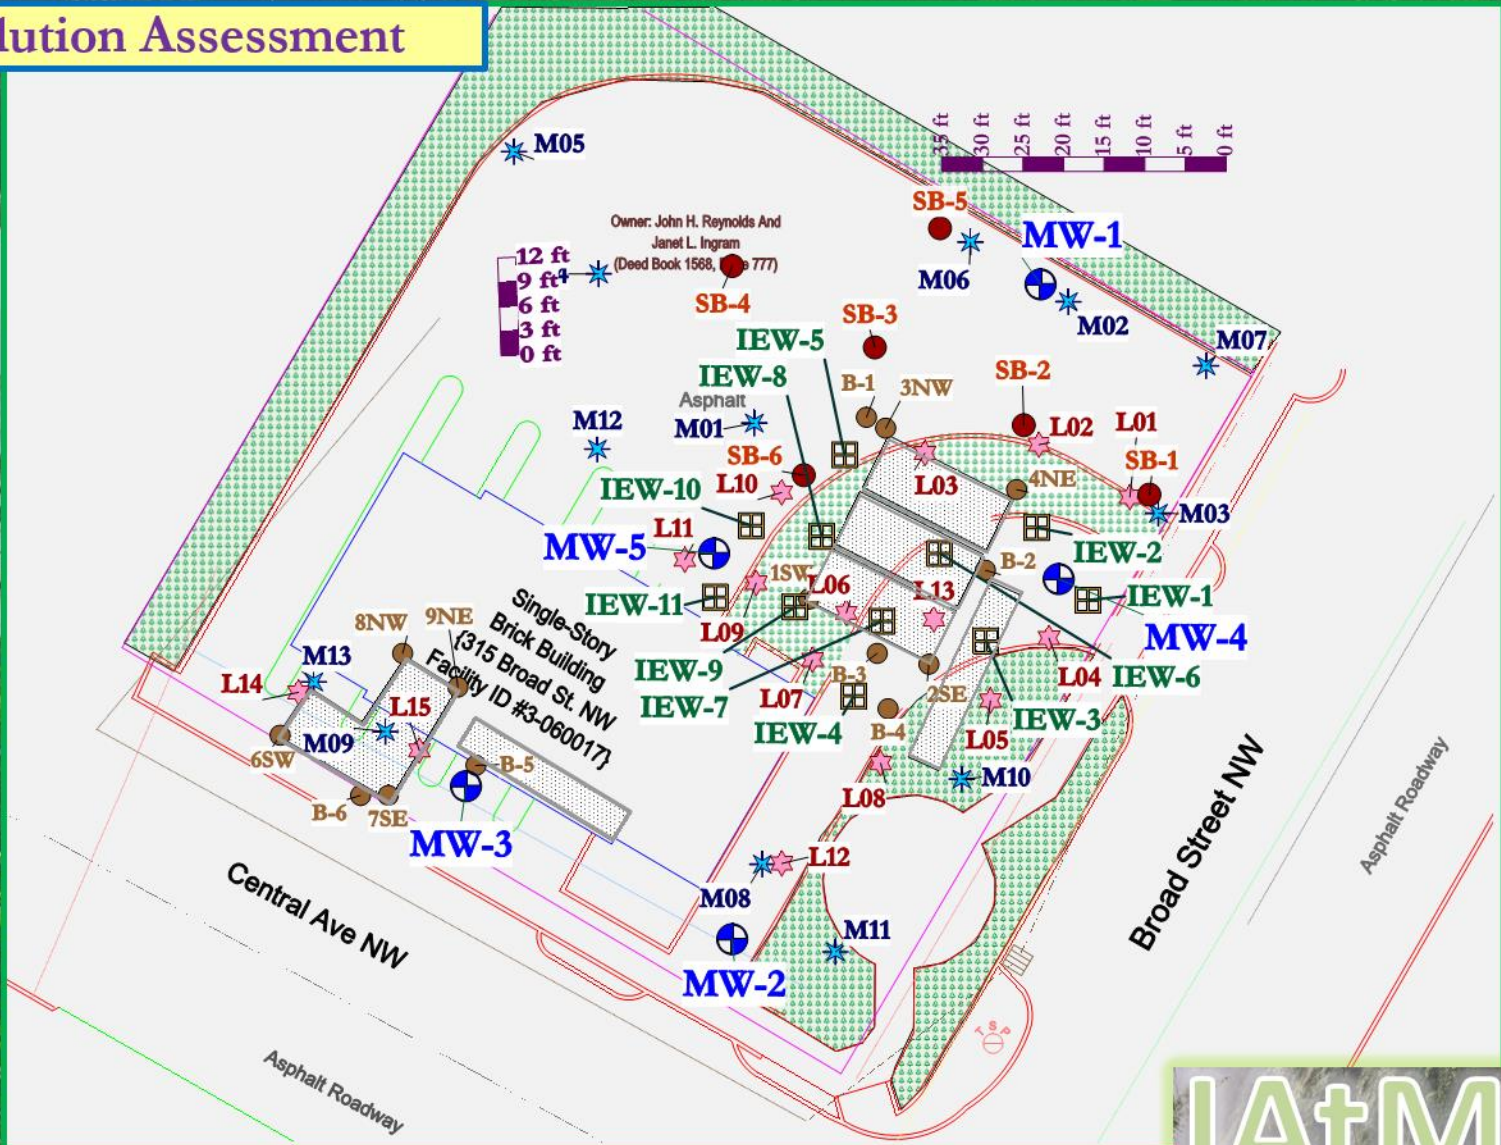 lution Assessment
M05
35 ft
30 ft
25 ft
20 ft
15 ft
10 ft
5 ft
0 ft
SB-5
Owner: John H. Reynolds And
Janet L. Ingram
(Deed Book 1568, 777)
MW-1
12 ft
9 ft
6 ft
3 ft
0 ft
M06
SB-4
SB-3
M02
IEW-5
M07
IEW-8
SB-2
B-1
3NW
Asphalt
M12
M01
L02
L01
SB-6
SB-1
L10
IEW-10
L03
4NE
M03
L11
MW-5
IEW-2
1SW
B-2
L06
L13
IEW-11
IEW-1
Single-Story
Brick Building
{315 Broad St. NW
Facility ID #3-060017}
8NW
9NE
L09
MW-4
M13
IEW-9
B-3
IEW-6
L14
L07
2SE
L04
L15
IEW-7
IEW-3
M09
IEW-4
B-4
L05
6SW
B-5
M10
L08
B-6
7SE
MW-3
L12
Central Ave NW
M08
Broad Street NW
Asphalt Roadway
M11
MW-2
T S P
Asphalt Roadway
IAtM